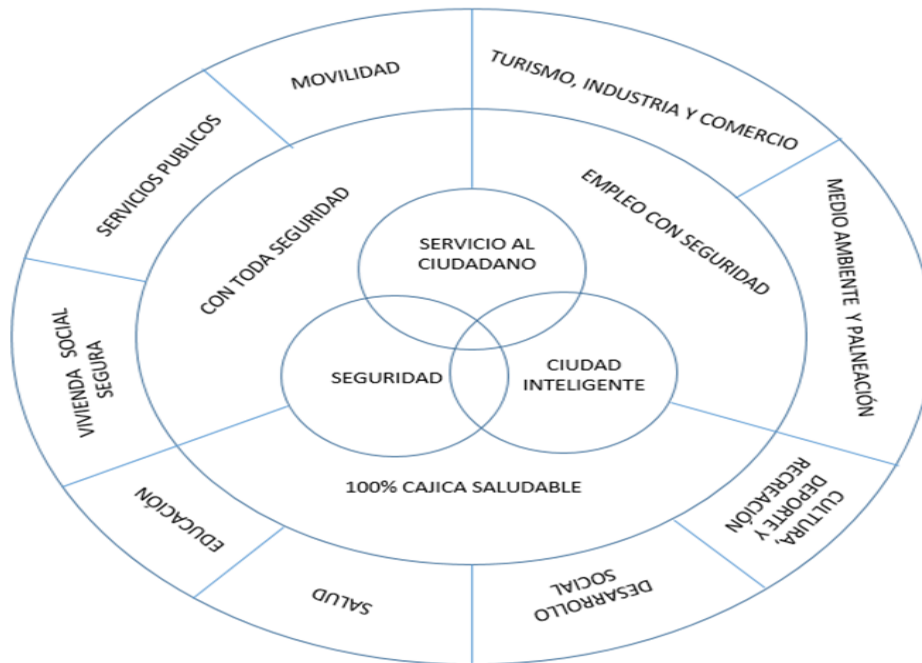 MOVILIDAD
TURISMO, INDUSTRIA Y COMERCIO
SERVICIOS PUBLICOS
MEDIO AMBIENTE Y PALNEACIÓN
CON TODA SEGURIDAD
EMPLEO CON SEGURIDAD
SERVICIO AL
CIUDADANO
SEGURIDAD
CIUDAD
INTELIGENTE
VIVIENDA SOCIAL
SEGURA
100% CAJICA SALUDABLE
EDUCACIÓN
SALUD
DESARROLLO
SOCIAL
CULTURA,
DEPORTE Y
RECREACIÓN